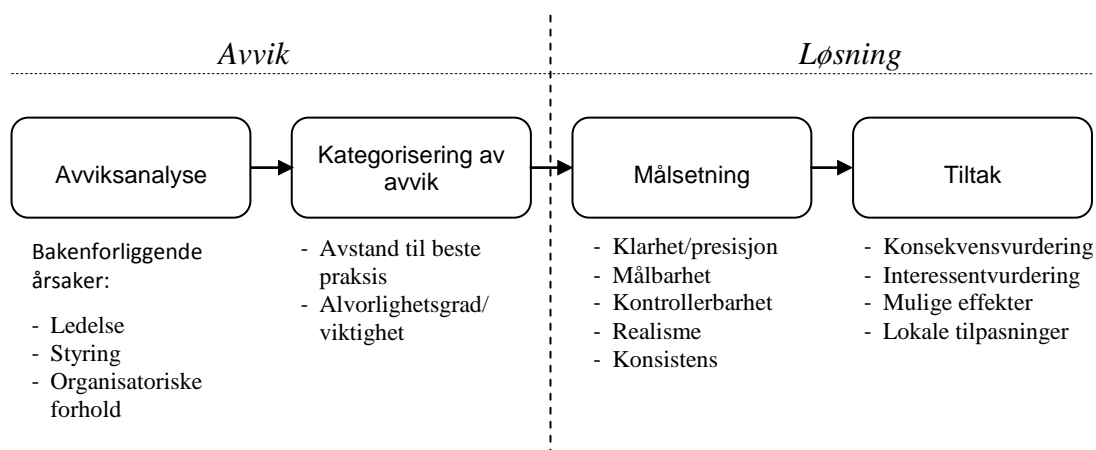 Avvik
Løsning
Avviksanalyse
Kategorisering av
avvik
Målsetning
Tiltak
Bakenforliggende
årsaker:
- Ledelse
- Styring
- Organisatoriske
forhold
- Avstand til beste
praksis
- Alvorlighetsgrad/
viktighet
- Klarhet/presisjon
- Målbarhet
- Kontrollerbarhet
- Realisme
- Konsistens
- Konsekvensvurdering
- Interessentvurdering
- Mulige effekter
- Lokale tilpasninger